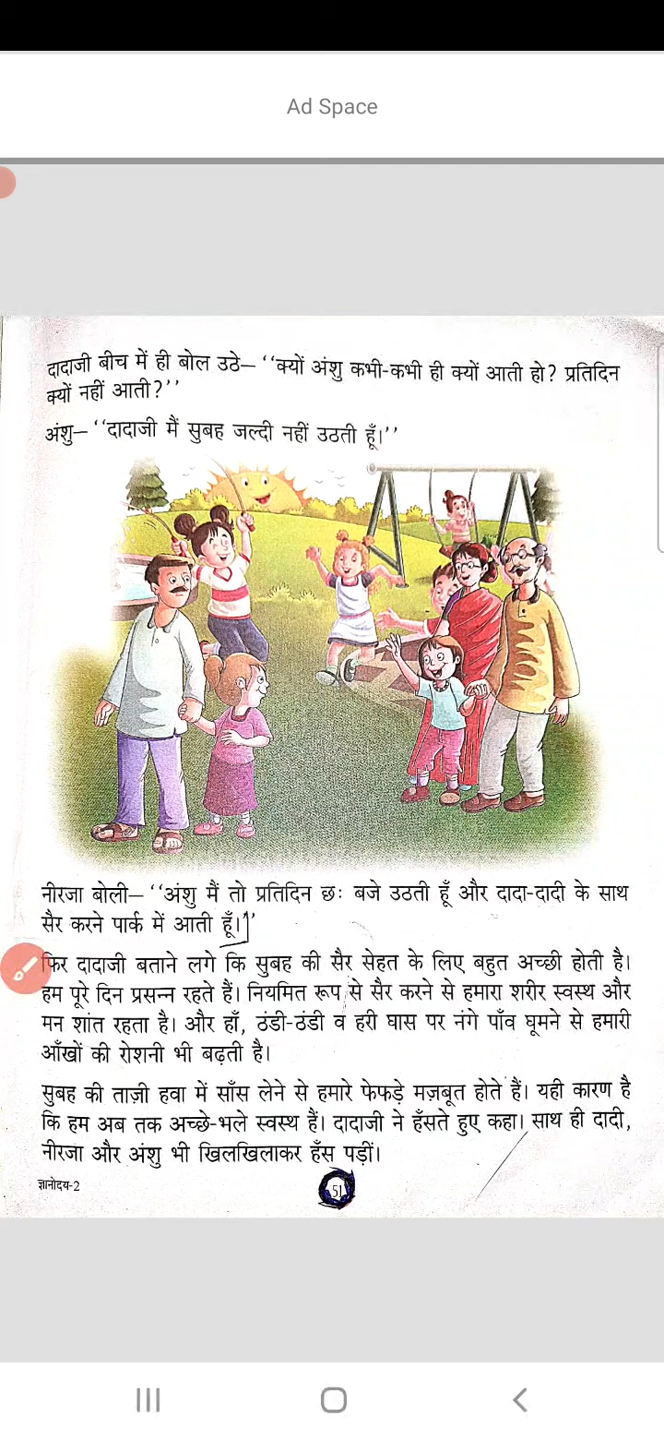 Ad Space
दादाजी बीच में ही बोल उठे– ‘‘क्यों अंशु कभी-कभी ही क्यों आती हो? प्रतिदिन
क्यों नहीं आती?’’
अंशु– ‘‘दादाजी मैं सुबह जल्दी नहीं उठती हूँ।’’
नीरजा बोली– ‘‘अंशु मैं तो प्रतिदिन छः बजे उठती हूँ और दादा-दादी के साथ
सैर करने पार्क में आती हूँ।’’
फिर दादाजी बताने लगे कि सुबह की सैर सेहत के लिए बहुत अच्छी होती है।
हम पूरे दिन प्रसन्न रहते हैं। नियमित रूप से सैर करने से हमारा शरीर स्वस्थ और
मन शांत रहता है। और हाँ, ठंडी-ठंडी व हरी घास पर नंगे पाँव घूमने से हमारी
आँखों की रोशनी भी बढ़ती है।
सुबह की ताज़ी हवा में साँस लेने से हमारे फेफड़े मज़बूत होते हैं। यही कारण है
कि हम अब तक अच्छे-भले स्वस्थ हैं। दादाजी ने हँसते हुए कहा। साथ ही दादी,
नीरजा और अंशु भी खिलखिलाकर हँस पड़ीं।
ज्ञानोदय-2
51